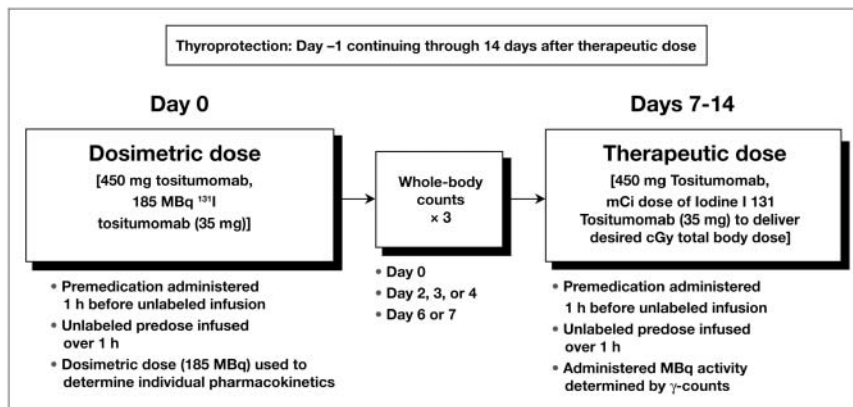 Thyroprotection: Day –1 continuing through 14 days after therapeutic dose
Day 0
Dosimetric dose
[450 mg tositumomab,
185 MBq ¹³¹I
tositumomab (35 mg)]
• Premedication administered
1 h before unlabeled infusion
• Unlabeled predose infused
over 1 h
• Dosimetric dose (185 MBq) used to
determine individual pharmacokinetics
Whole-body
counts
× 3
• Day 0
• Day 2, 3, or 4
• Day 6 or 7
Days 7-14
Therapeutic dose
[450 mg Tositumomab,
mCi dose of Iodine I 131
Tositumomab (35 mg) to deliver
desired cGy total body dose]
• Premedication administered
1 h before unlabeled infusion
• Unlabeled predose infused
over 1 h
• Administered MBq activity
determined by γ-counts